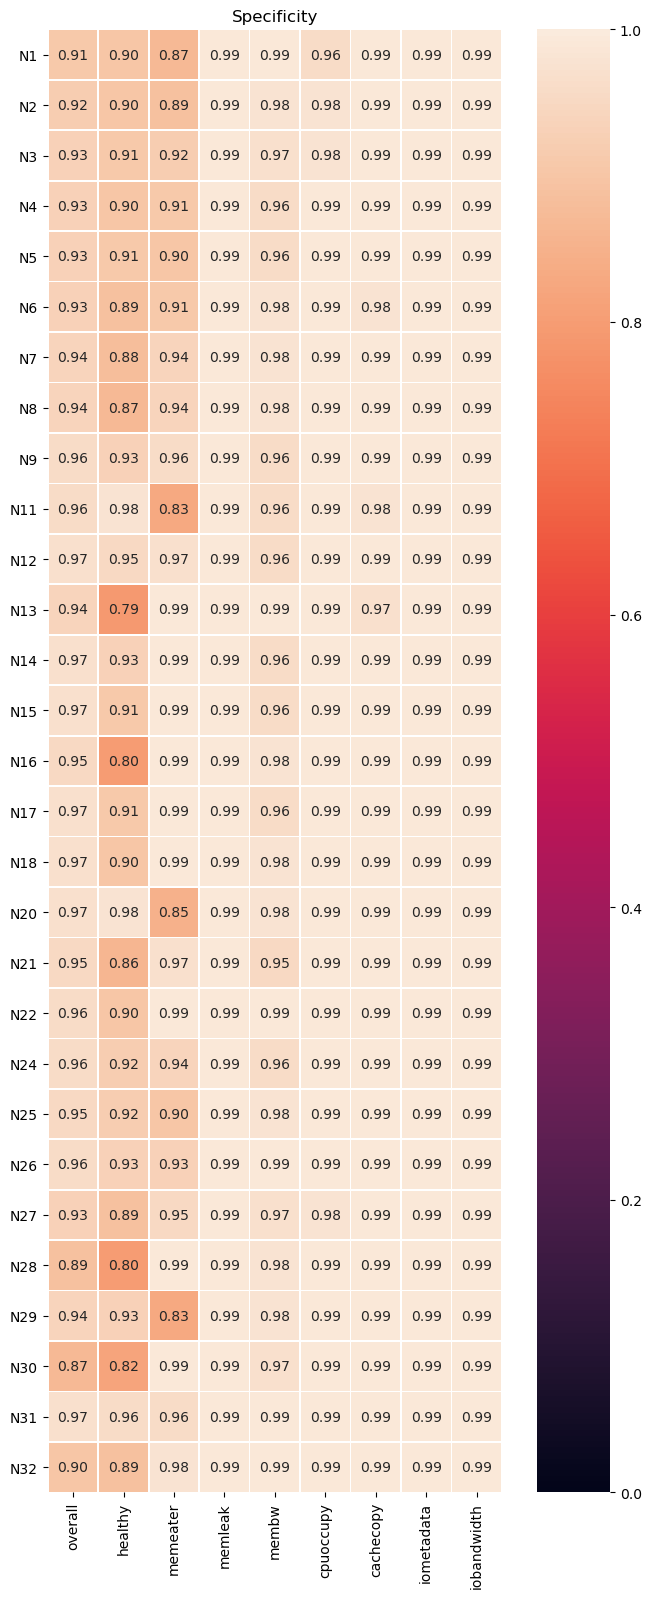 Specificity
N1 0.91 0.90 0.87 0.99 0.99 0.96 0.99 0.99 0.99
N2 0.92 0.90 0.89 0.99 0.98 0.98 0.99 0.99 0.99
N3 0.93 0.91 0.92 0.99 0.97 0.98 0.99 0.99 0.99
N4 0.93 0.90 0.91 0.99 0.96 0.99 0.99 0.99 0.99
N5 0.93 0.91 0.90 0.99 0.96 0.99 0.99 0.99 0.99
N6 0.93 0.89 0.91 0.99 0.98 0.99 0.98 0.99 0.99
N7 0.94 0.88 0.94 0.99 0.98 0.99 0.99 0.99 0.99
N8 0.94 0.87 0.94 0.99 0.98 0.99 0.99 0.99 0.99
N9 0.96 0.93 0.96 0.99 0.96 0.99 0.99 0.99 0.99
N11 0.96 0.98 0.83 0.99 0.96 0.99 0.98 0.99 0.99
N12 0.97 0.95 0.97 0.99 0.96 0.99 0.99 0.99 0.99
N13 0.94 0.79 0.99 0.99 0.99 0.99 0.97 0.99 0.99
N14 0.97 0.93 0.99 0.99 0.96 0.99 0.99 0.99 0.99
N15 0.97 0.91 0.99 0.99 0.96 0.99 0.99 0.99 0.99
N16 0.95 0.80 0.99 0.99 0.98 0.99 0.99 0.99 0.99
N17 0.97 0.91 0.99 0.99 0.96 0.99 0.99 0.99 0.99
N18 0.97 0.90 0.99 0.99 0.98 0.99 0.99 0.99 0.99
N20 0.97 0.98 0.85 0.99 0.98 0.99 0.99 0.99 0.99
N21 0.95 0.86 0.97 0.99 0.95 0.99 0.99 0.99 0.99
N22 0.96 0.90 0.99 0.99 0.99 0.99 0.99 0.99 0.99
N24 0.96 0.92 0.94 0.99 0.96 0.99 0.99 0.99 0.99
N25 0.95 0.92 0.90 0.99 0.98 0.99 0.99 0.99 0.99
N26 0.96 0.93 0.93 0.99 0.99 0.99 0.99 0.99 0.99
N27 0.93 0.89 0.95 0.99 0.97 0.98 0.99 0.99 0.99
N28 0.89 0.80 0.99 0.99 0.98 0.99 0.99 0.99 0.99
N29 0.94 0.93 0.83 0.99 0.98 0.99 0.99 0.99 0.99
N30 0.87 0.82 0.99 0.99 0.97 0.99 0.99 0.99 0.99
N31 0.97 0.96 0.96 0.99 0.99 0.99 0.99 0.99 0.99
N32 0.90 0.89 0.98 0.99 0.99 0.99 0.99 0.99 0.99
overall
healthy
memeater
memleak
membw
cpuoccupy
cachecopy
iometadata
iobandwidth
1.0
0.8
0.6
0.4
0.2
0.0